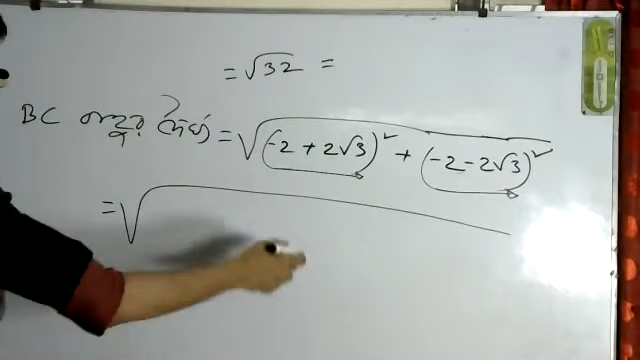 = √32 =
BC বাহুর দৈর্ঘ্য = √(-2 + 2√3)² + (-2 - 2√3)²
= √